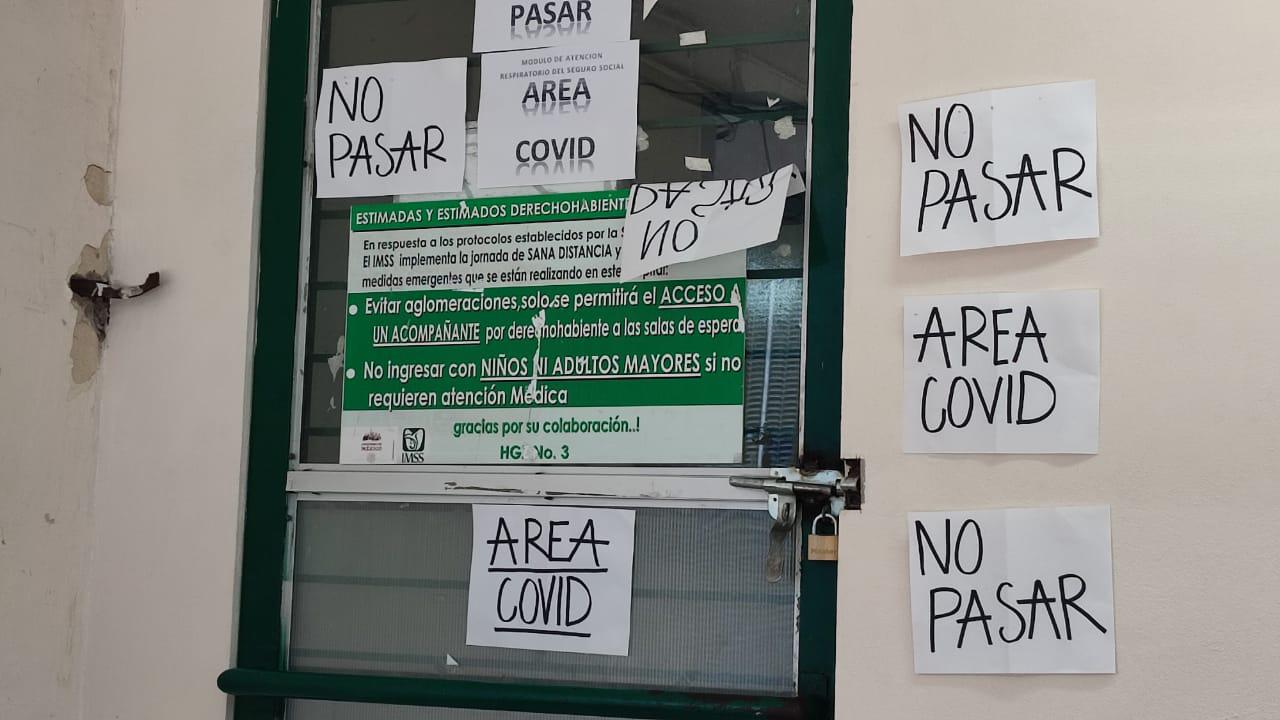 PASAR
MODULO DE ATENCION
RESPIRATORIO DEL SEGURO SOCIAL
AREA
COVID
NO
PASAR
NO
PASAR
ESTIMADAS Y ESTIMADOS DERECHOHABIENT
En respuesta a los protocolos establecidos por la
El IMSS implementa la jornada de SANA DISTANCIA y
medidas emergentes que se están realizando en este
• Evitar aglomeraciones,solo se permitirá el ACCESO A
UN ACOMPAÑANTE por derechohabiente a las salas de espera
• No ingresar con NIÑOS NI ADULTOS MAYORES si no
requieren atención Médica
gracias por su colaboración..!
IMSS
No. 3
AREA
COVID
NO
PASAR
AREA
COVID
NO
PASAR